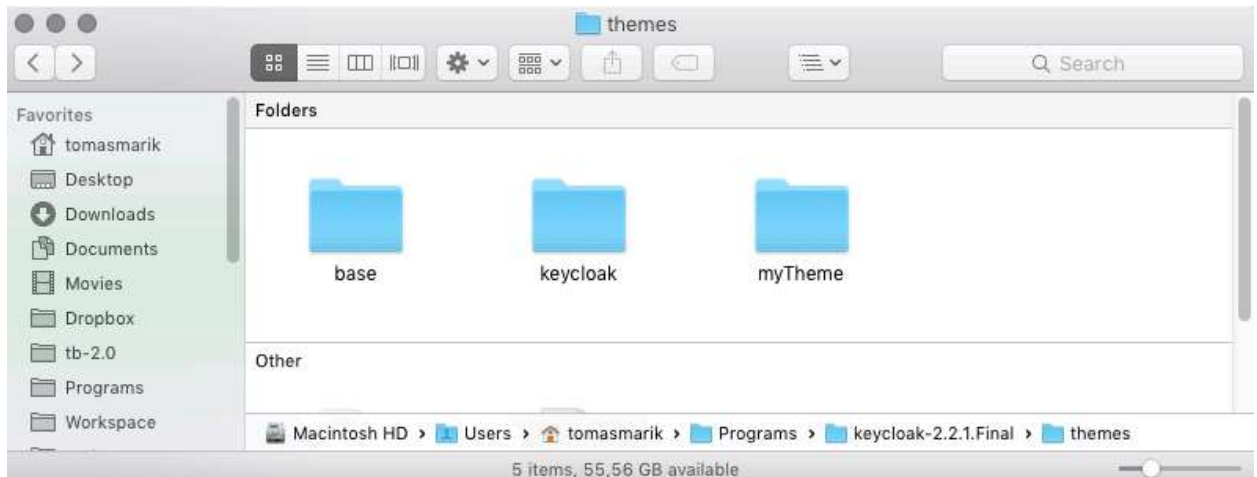 themes
Search
Favorites
tomasmarik
Desktop
Downloads
Documents
Movies
Dropbox
tb-2.0
Programs
Workspace
Folders
base keycloak myTheme
Other
Macintosh HD › Users › tomasmarik › Programs › keycloak-2.2.1.Final › themes
5 items, 55,56 GB available